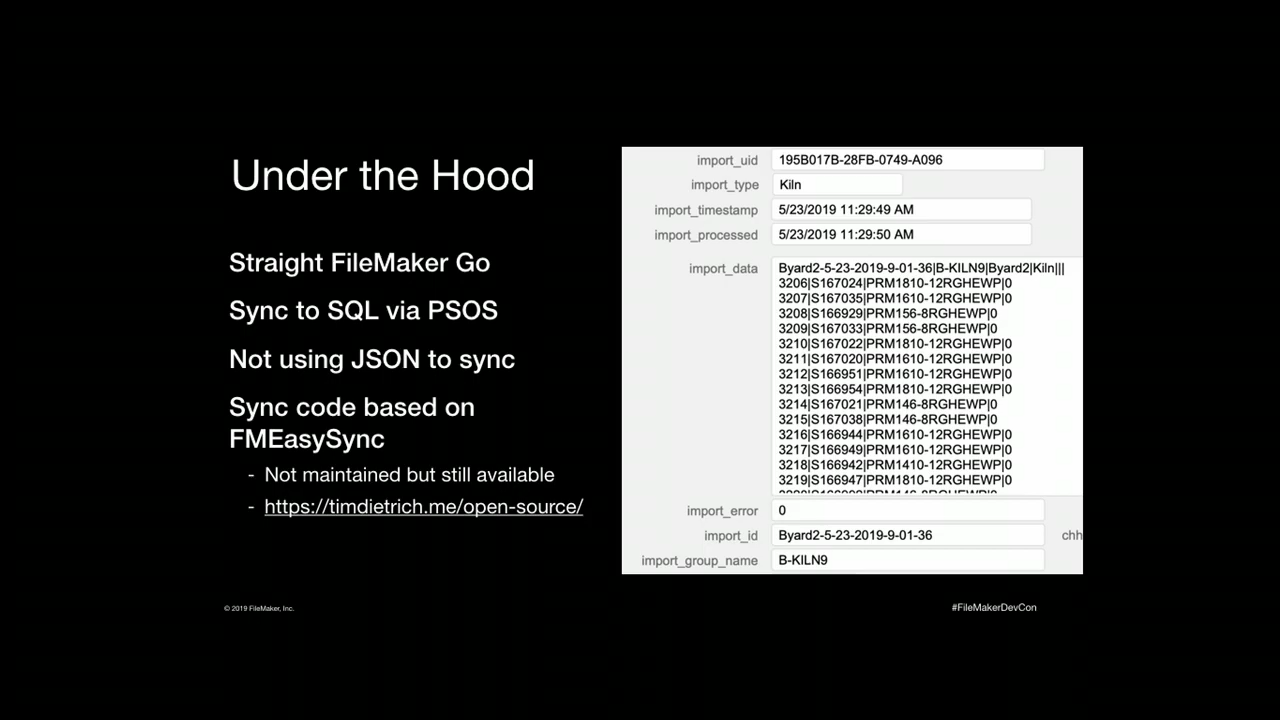 Under the Hood
Straight FileMaker Go
Sync to SQL via PSOS
Not using JSON to sync
Sync code based on
FMEasySync
- Not maintained but still available
- https://timdietrich.me/open-source/
import_uid 195B017B-28FB-0749-A096
import_type Kiln
import_timestamp 5/23/2019 11:29:49 AM
import_processed 5/23/2019 11:29:50 AM
import_data Byard2-5-23-2019-9-01-36|B-KILN9|Byard2|Kiln|||
3206|S167024|PRM1810-12RGHEWP|0
3207|S167035|PRM1610-12RGHEWP|0
3208|S166929|PRM156-8RGHEWP|0
3209|S167033|PRM156-8RGHEWP|0
3210|S167022|PRM1810-12RGHEWP|0
3211|S167020|PRM1610-12RGHEWP|0
3212|S166951|PRM1610-12RGHEWP|0
3213|S166954|PRM1810-12RGHEWP|0
3214|S167021|PRM146-8RGHEWP|0
3215|S167038|PRM146-8RGHEWP|0
3216|S166944|PRM1610-12RGHEWP|0
3217|S166949|PRM1610-12RGHEWP|0
3218|S166942|PRM1410-12RGHEWP|0
3219|S166947|PRM1810-12RGHEWP|0
import_error 0
import_id Byard2-5-23-2019-9-01-36 chh
import_group_name B-KILN9
© 2019 FileMaker, Inc.
#FileMakerDevCon